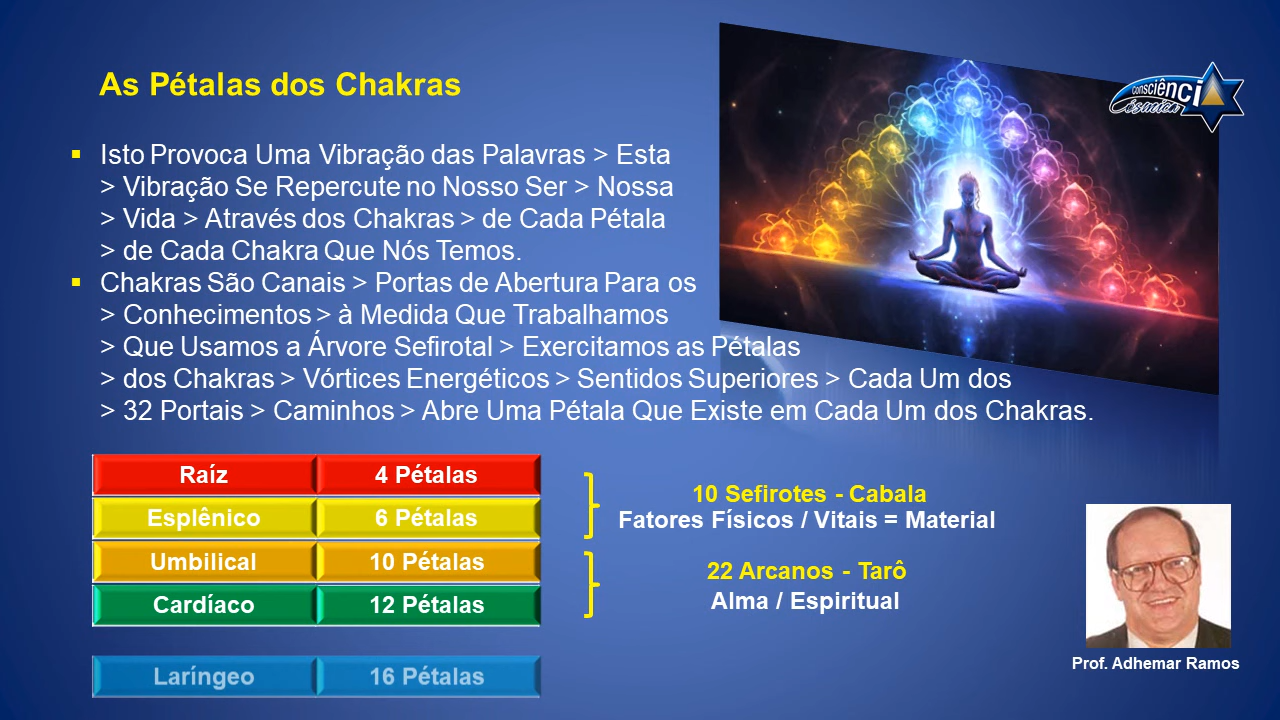 As Pétalas dos Chakras
consciênci
Cósmica
▪ Isto Provoca Uma Vibração das Palavras > Esta
> Vibração Se Repercute no Nosso Ser > Nossa
> Vida > Através dos Chakras > de Cada Pétala
> de Cada Chakra Que Nós Temos.
▪ Chakras São Canais > Portas de Abertura Para os
> Conhecimentos > à Medida Que Trabalhamos
> Que Usamos a Árvore Sefirotal > Exercitamos as Pétalas
> dos Chakras > Vórtices Energéticos > Sentidos Superiores > Cada Um dos
> 32 Portais > Caminhos > Abre Uma Pétala Que Existe em Cada Um dos Chakras.
Raíz 4 Pétalas
Esplênico 6 Pétalas
Umbilical 10 Pétalas
Cardíaco 12 Pétalas
Laríngeo 16 Pétalas
10 Sefirotes - Cabala
Fatores Físicos / Vitais = Material
22 Arcanos - Tarô
Alma / Espiritual
Prof. Adhemar Ramos